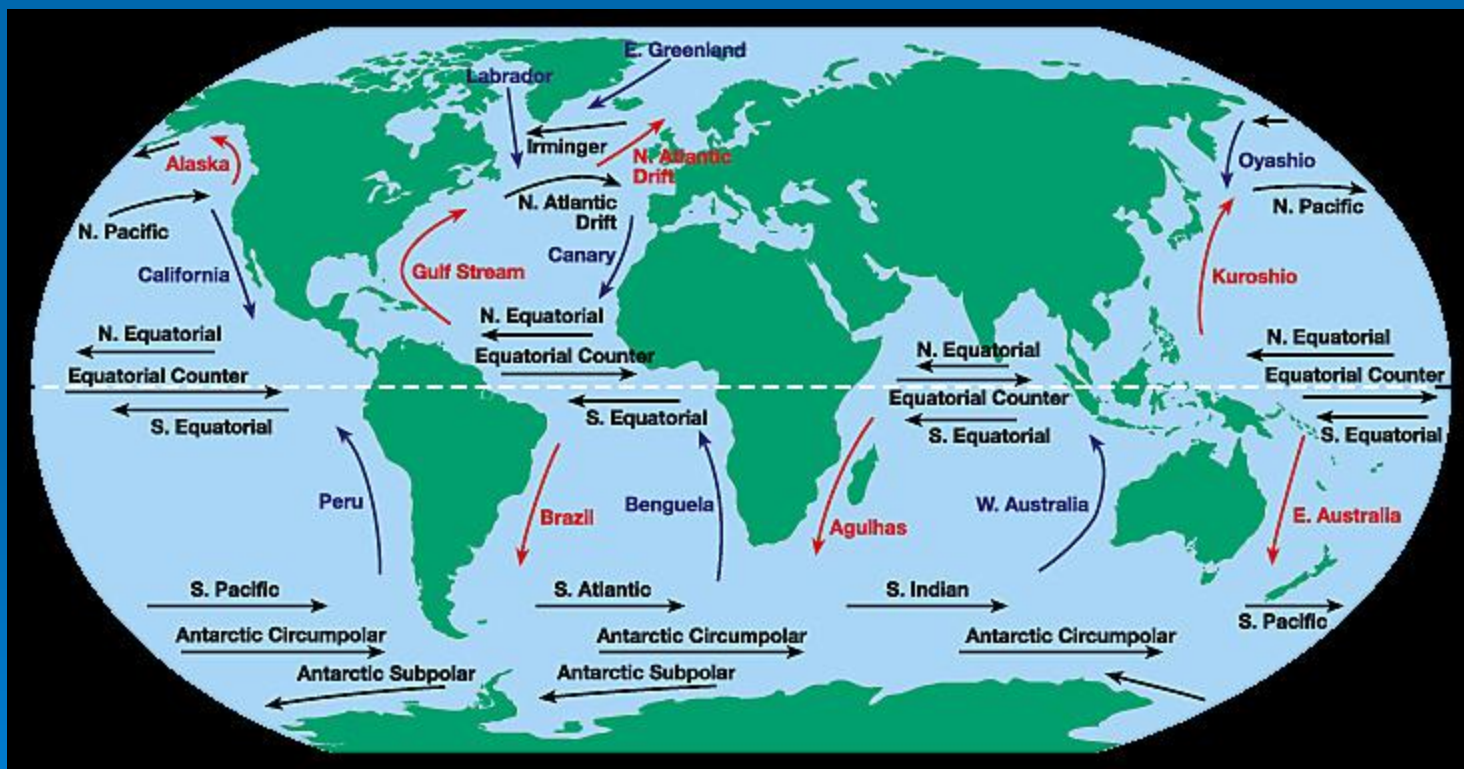 E. Greenland
Labrador
Irminger
Alaska
N. Atlantic
Drift
Oyashio
N. Pacific
N. Atlantic
Drift
N. Pacific
California
Gulf Stream
Canary
Kuroshio
N. Equatorial
N. Equatorial
N. Equatorial
N. Equatorial
Equatorial Counter
Equatorial Counter
Equatorial Counter
Equatorial Counter
S. Equatorial
S. Equatorial
S. Equatorial
S. Equatorial
Peru
Brazil
Benguela
Agulhas
W. Australia
E. Australia
S. Pacific
S. Atlantic
S. Indian
S. Pacific
Antarctic Circumpolar
Antarctic Circumpolar
Antarctic Circumpolar
Antarctic Subpolar
Antarctic Subpolar